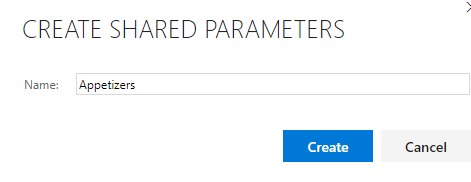 CREATE SHARED PARAMETERS
Name: Appetizers
Create Cancel